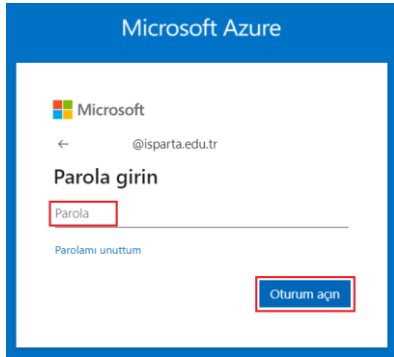 Microsoft Azure
Microsoft
← @isparta.edu.tr
Parola girin
Parola
Parolamı unuttum
Oturum açın